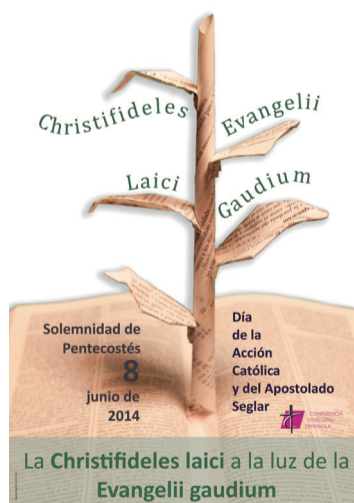 Christifideles
Evangelii
Laici
Gaudium
Solemnidad de
Pentecostés
8
junio de
2014
Día
de la
Acción
Católica
y del Apostolado
Seglar
CONFERENCIA
EPISCOPAL
ESPAÑOLA
La Christifideles laici a la luz de la
Evangelii gaudium